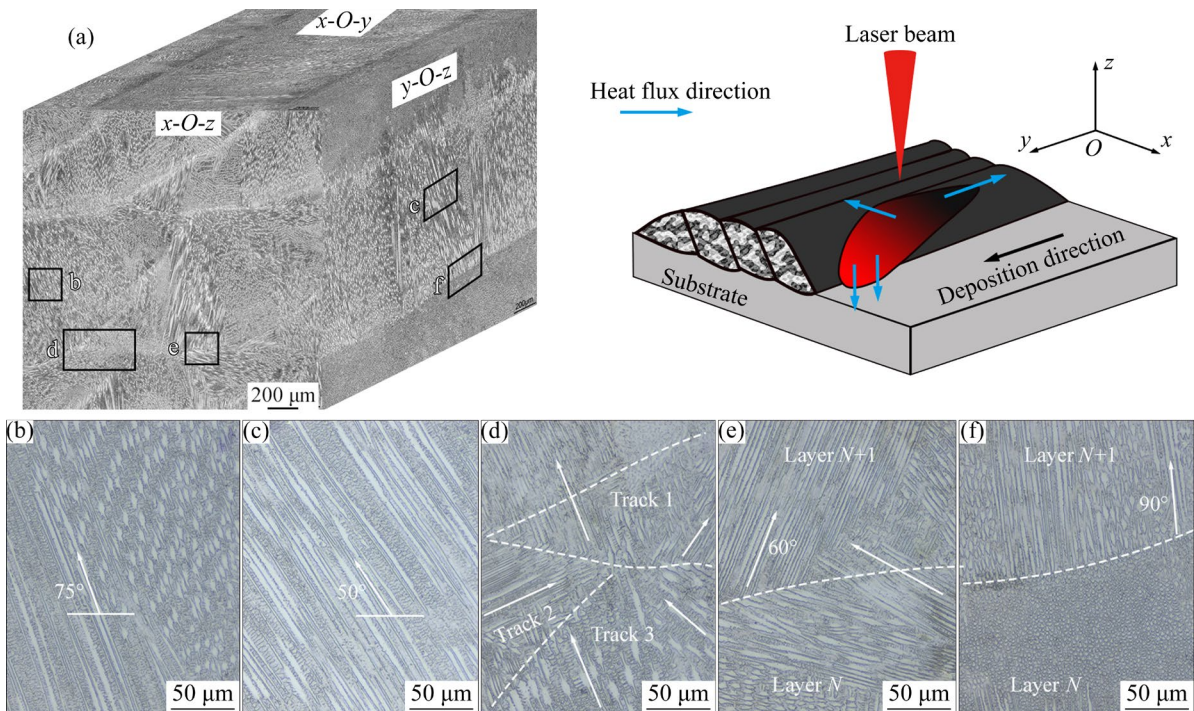 (a)
x-O-y
y-O-z
x-O-z
c
f
b
d
e
200 μm
200μm
Laser beam
Heat flux direction
z
y
O
x
Substrate
Deposition direction
(b)
75°
50 μm
(c)
50°
50 μm
(d)
Track 1
Track 2
Track 3
50 μm
(e)
Layer N+1
60°
Layer N
50 μm
(f)
Layer N+1
90°
Layer N
50 μm